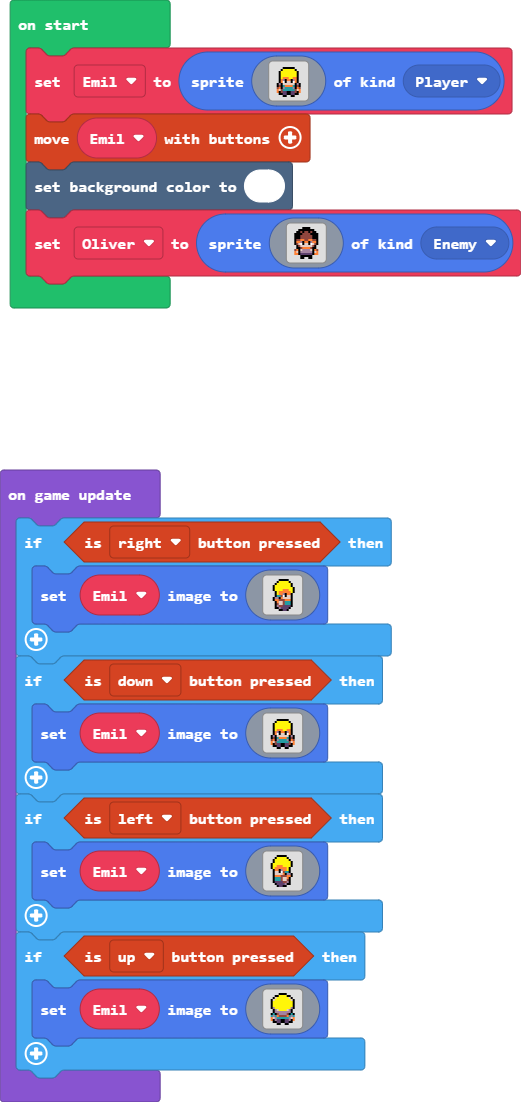 on start
set Emil to sprite of kind Player
move Emil with buttons
set background color to
set Oliver to sprite of kind Enemy
on game update
if is right button pressed then
set Emil image to
if is down button pressed then
set Emil image to
if is left button pressed then
set Emil image to
if is up button pressed then
set Emil image to